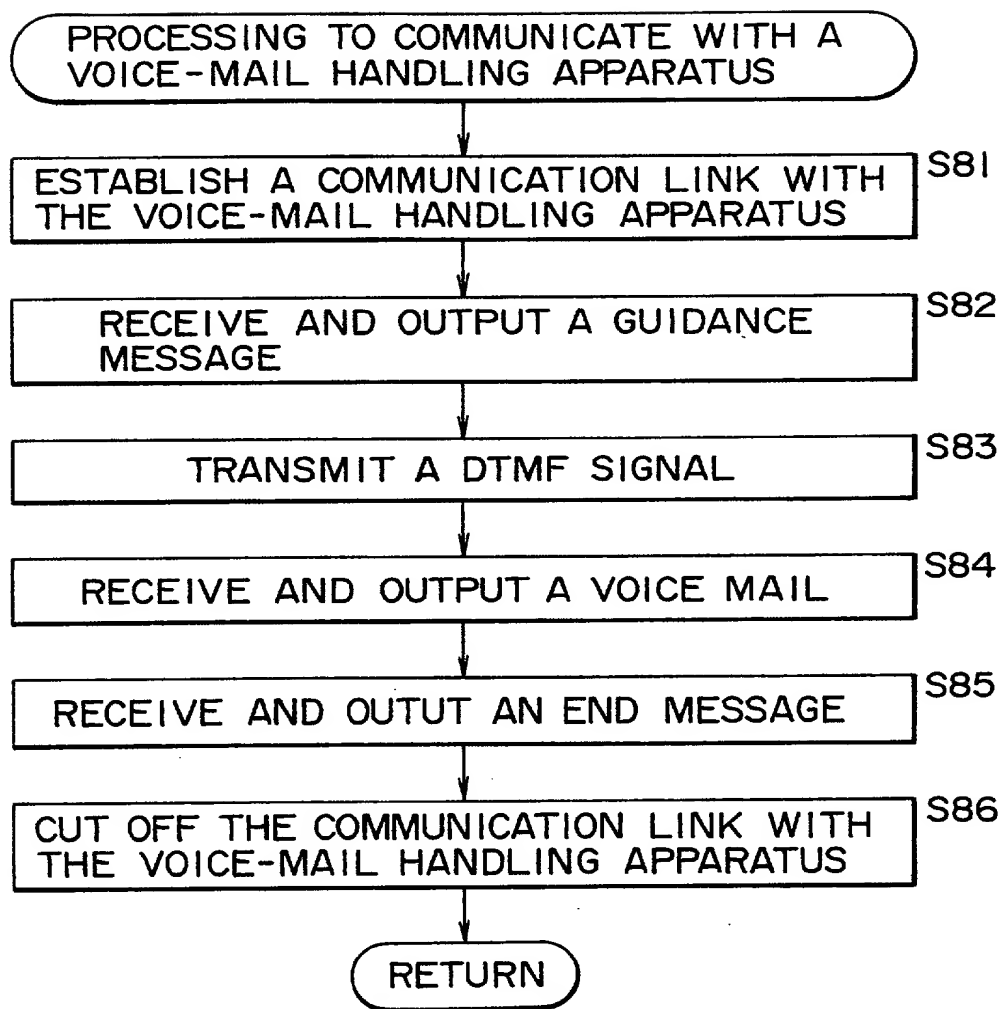 PROCESSING TO COMMUNICATE WITH A
VOICE-MAIL HANDLING APPARATUS
S81
ESTABLISH A COMMUNICATION LINK WITH
THE VOICE-MAIL HANDLING APPARATUS
S82
RECEIVE AND OUTPUT A GUIDANCE
MESSAGE
S83
TRANSMIT A DTMF SIGNAL
S84
RECEIVE AND OUTPUT A VOICE MAIL
S85
RECEIVE AND OUTUT AN END MESSAGE
S86
CUT OFF THE COMMUNICATION LINK WITH
THE VOICE-MAIL HANDLING APPARATUS
RETURN